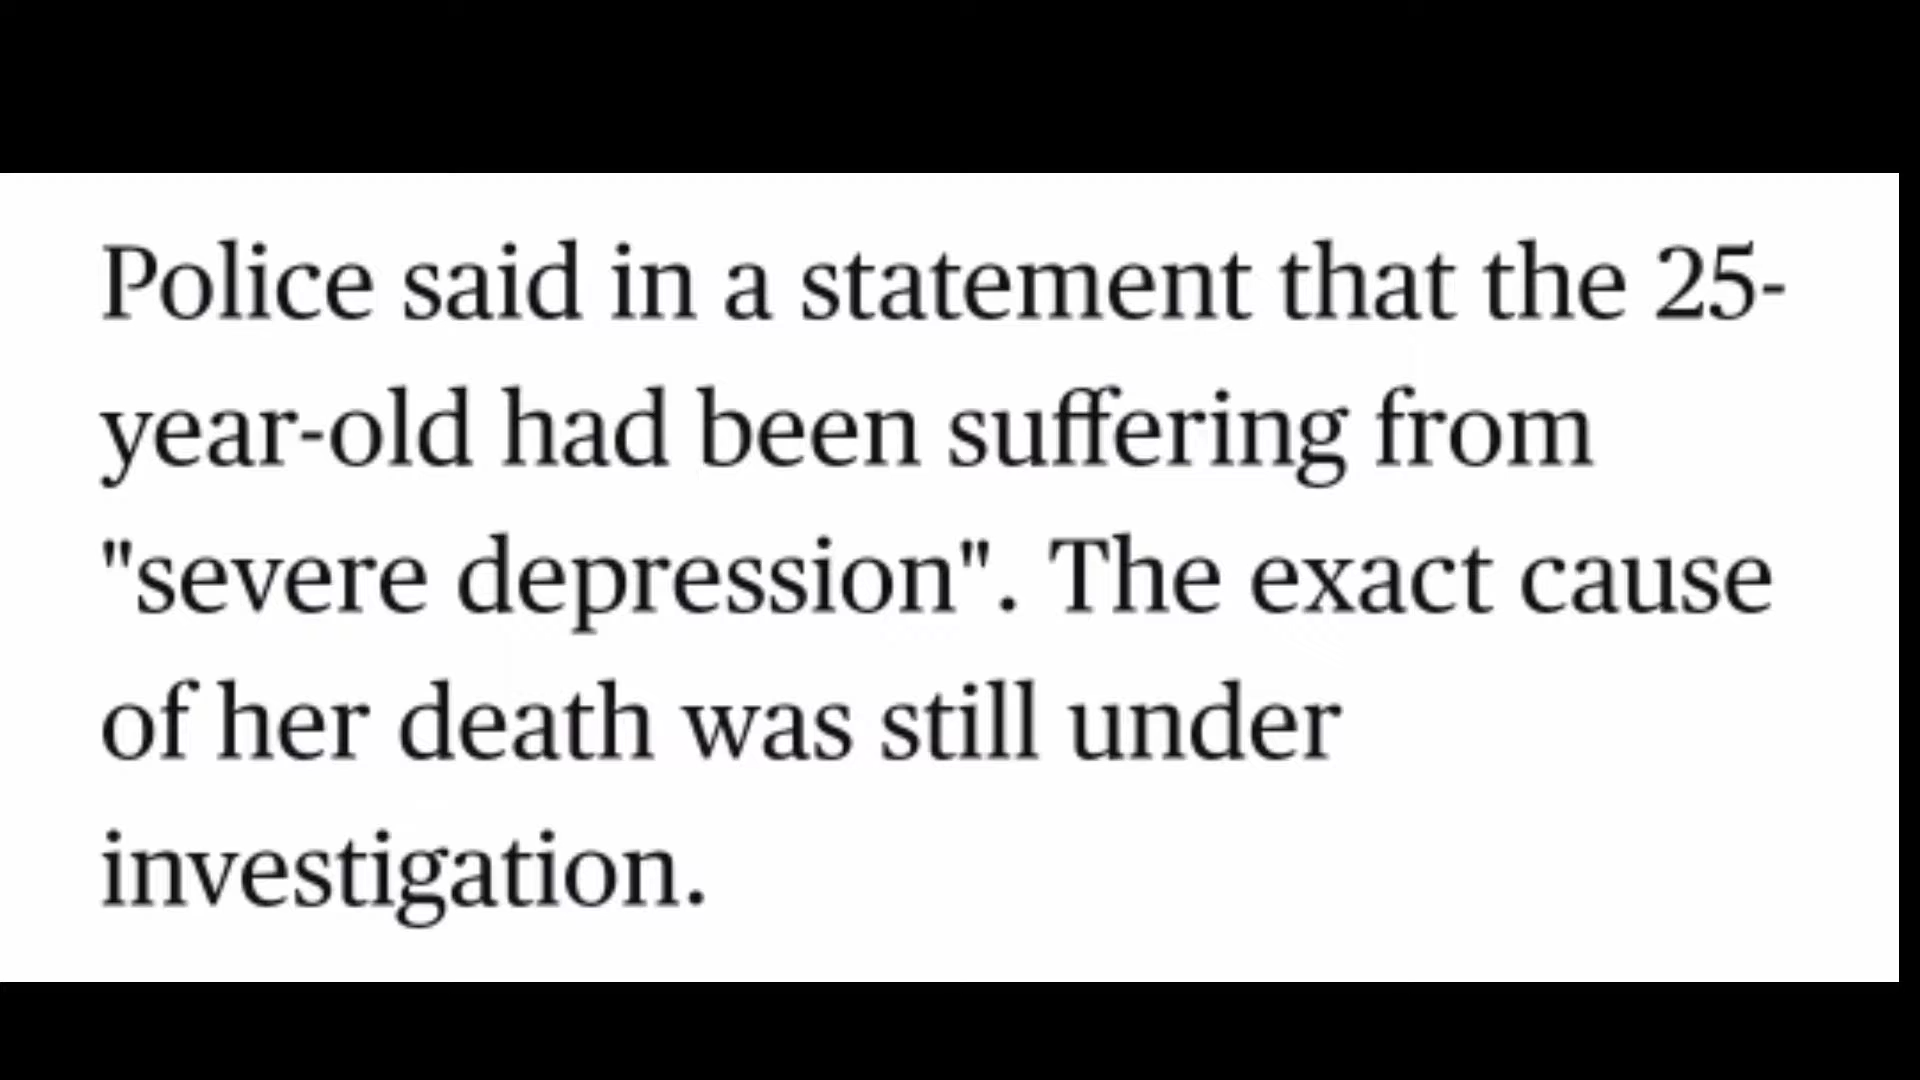 Police said in a statement that the 25-
year-old had been suffering from
"severe depression". The exact cause
of her death was still under
investigation.